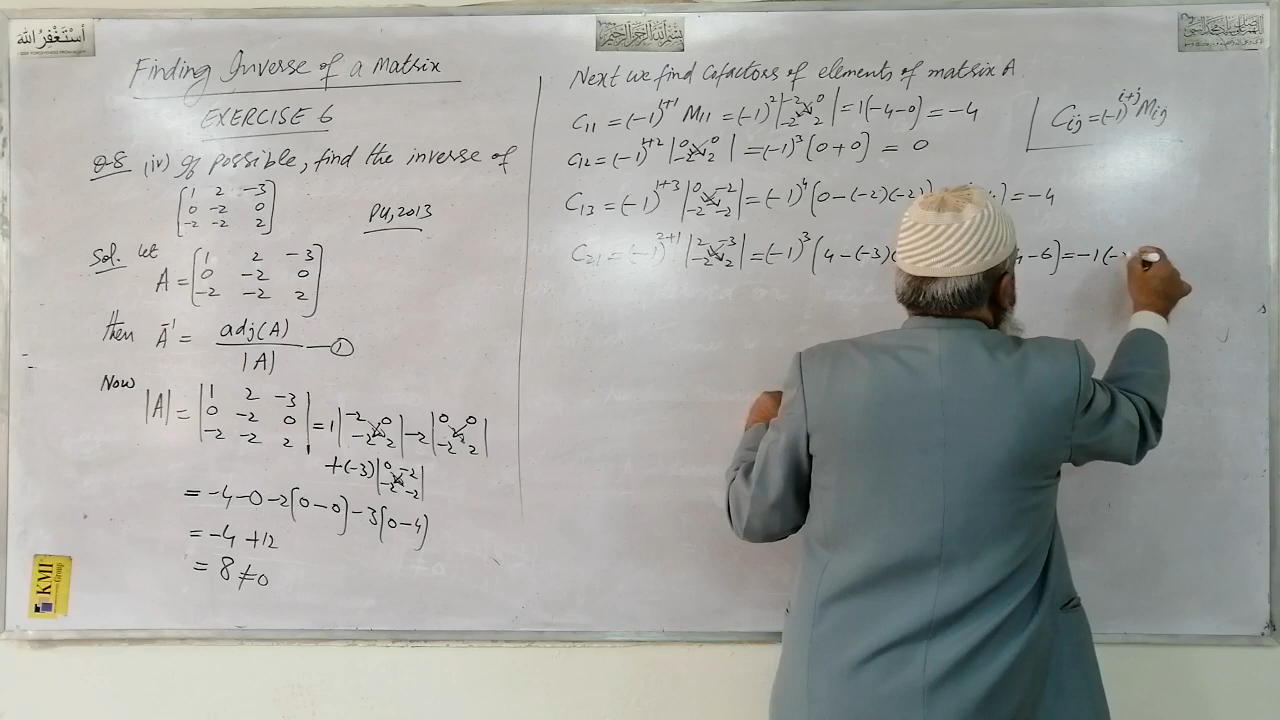 أستغفر الله
بسم الله الرحمن الرحيم
Finding Inverse of a Matrix
EXERCISE 6
Q.8 (iv) If possible, find the inverse of
[1 2 -3
0 -2 0
-2 -2 2]
PU, 2013
Sol. let
A = [1 2 -3
0 -2 0
-2 -2 2]
then A⁻¹ = adj(A) / |A| —①
Now
|A| = |1 2 -3
0 -2 0
-2 -2 2| = 1|-2 0
-2 2| -2|0 0
-2 2|
+(-3)|0 -2
-2 -2|
= -4-0-2(0-0)-3(0-4)
= -4+12
= 8≠0
KMI
Group
Next we find Cofactors of elements of matrix A
C11 = (-1)^1+1 M11 = (-1)^2 |-2 0
-2 2| = 1(-4-0) = -4
Cij = (-1)^i+j Mij
C12 = (-1)^1+2 |0 0
-2 2| = (-1)^3 (0+0) = 0
C13 = (-1)^1+3 |0 -2
-2 -2| = (-1)^4 (0-(-2)(-2)) = -4
C21 = (-1)^2+1 |2 -3
-2 2| = (-1)^3 (4-(-3)( -6] = -1(-